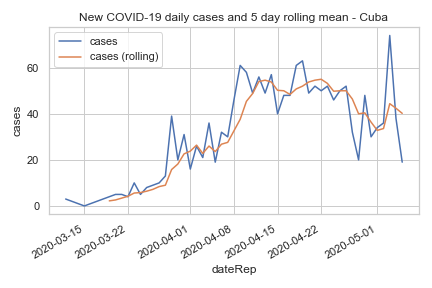 New COVID-19 daily cases and 5 day rolling mean - Cuba
cases
cases (rolling)
60
40
20
0
cases
2020-03-15
2020-03-22
2020-04-01
2020-04-08
2020-04-15
2020-04-22
2020-05-01
dateRep